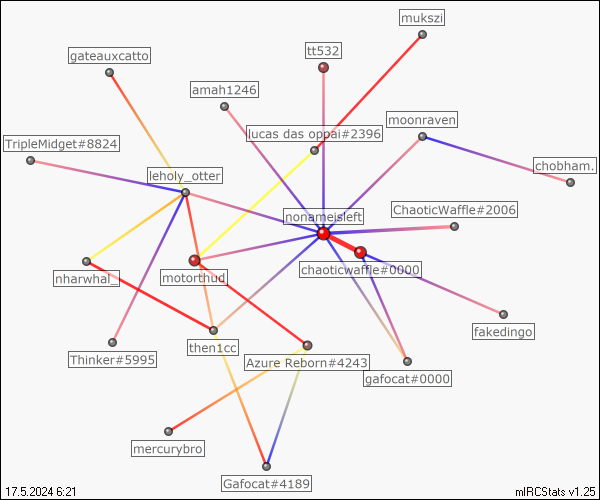 mukszi
tt532
gateauxcatto
amah1246
moonraven
lucas das oppai#2396
TripleMidget#8824
chobham.
leholy_otter
nonameisleft
ChaoticWaffle#2006
chaoticwaffle#0000
nharwhal_
motorthud
fakedingo
then1cc
Thinker#5995
Azure Reborn#4243
gafocat#0000
mercurybro
Gafocat#4189
17.5.2024 6:21
mIRCStats v1.25